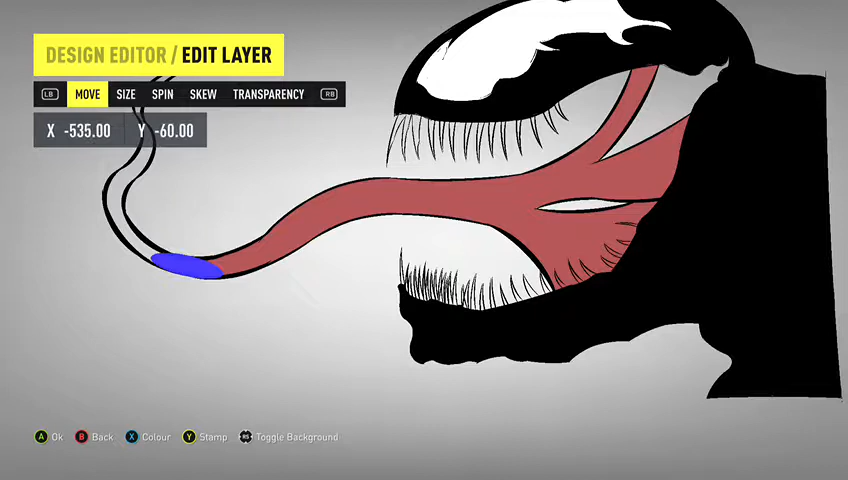 DESIGN EDITOR / EDIT LAYER
LB MOVE SIZE SPIN SKEW TRANSPARENCY RB
X -535.00 Y -60.00
A Ok B Back X Colour Y Stamp RS Toggle Background